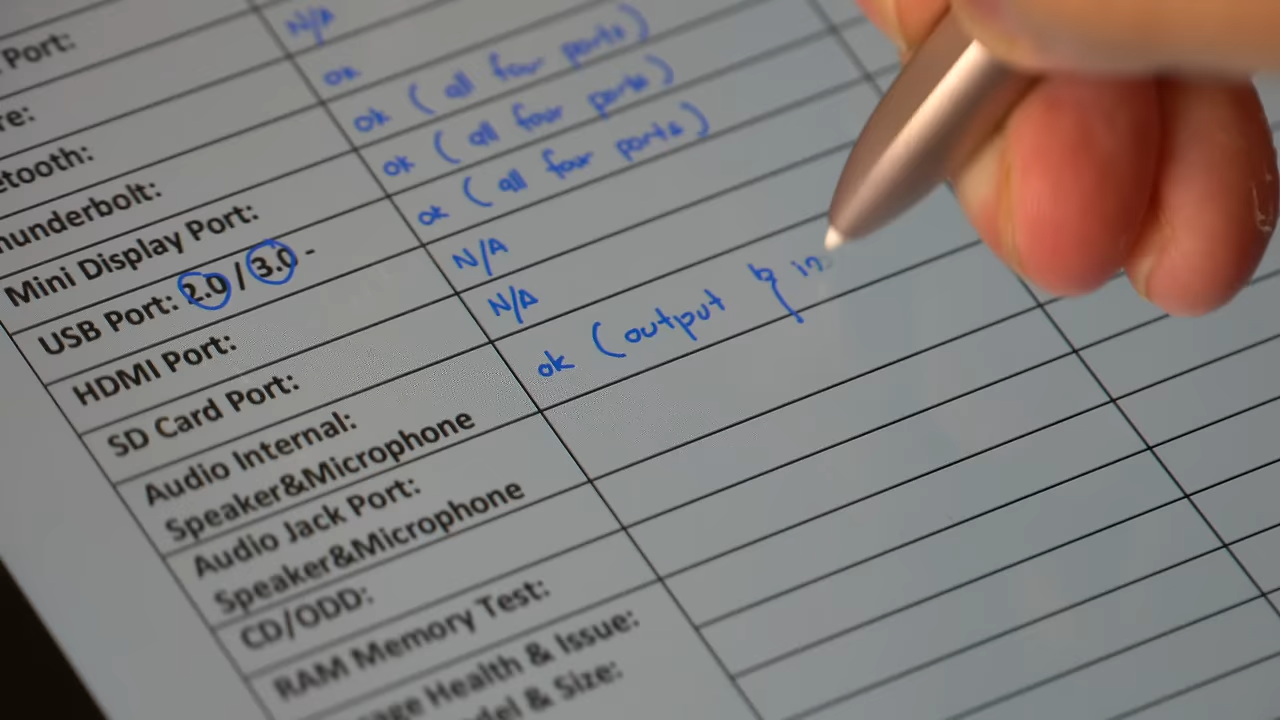 Port:
re: N/A
etooth: ok
hunderbolt: ok ( all four ports )
Mini Display Port: ok ( all four ports )
USB Port: 2.0 / 3.0 - ok ( all four ports )
HDMI Port: N/A
SD Card Port: N/A
Audio Internal: ok (output & in
Speaker&Microphone
Audio Jack Port:
Speaker&Microphone
CD/ODD:
RAM Memory Test:
age Health & Issue:
del & Size: